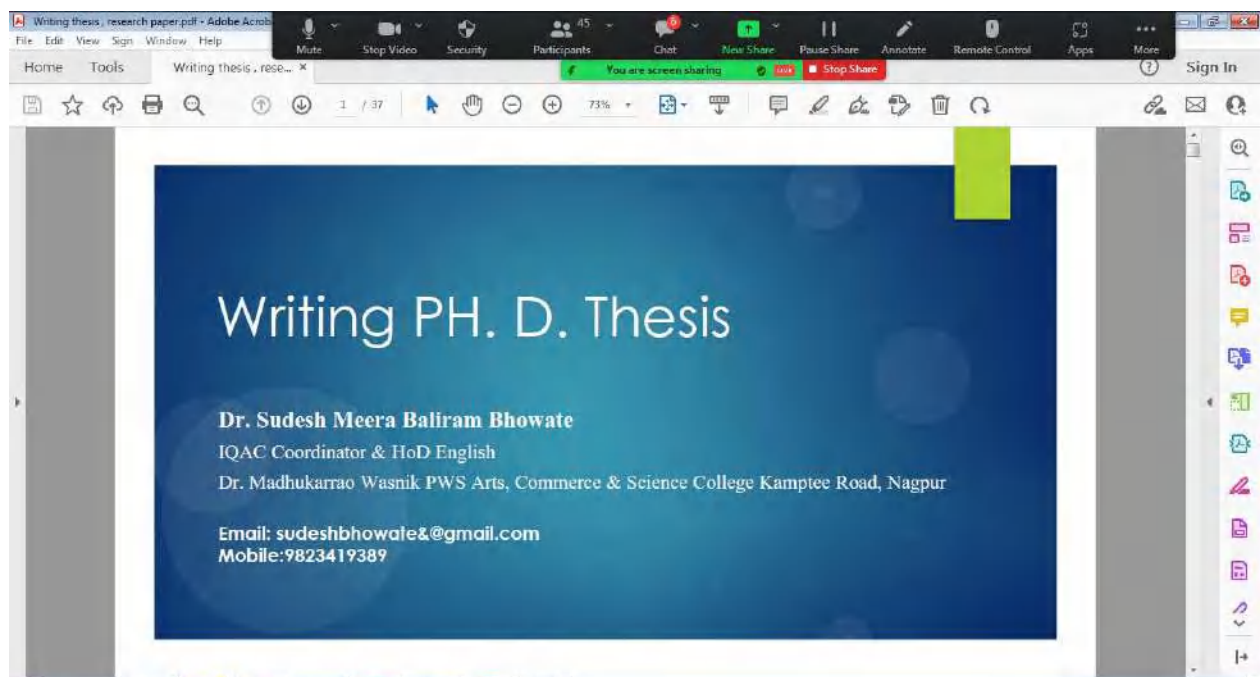 Writing thesis, research paper.pdf - Adobe Acrob
File Edit View Sign Window Help
Mute Stop Video Security Participants 45 Chat 6 New Share Pause Share Annotate Remote Control Apps More
Home Tools Writing thesis , rese... ×
You are screen sharing Stop Share
? Sign In
1 / 37 73%
Writing PH. D. Thesis
Dr. Sudesh Meera Baliram Bhowate
IQAC Coordinator & HoD English
Dr. Madhukarrao Wasnik PWS Arts, Commerce & Science College Kamptee Road, Nagpur
Email: sudeshbhowate&@gmail.com
Mobile:9823419389